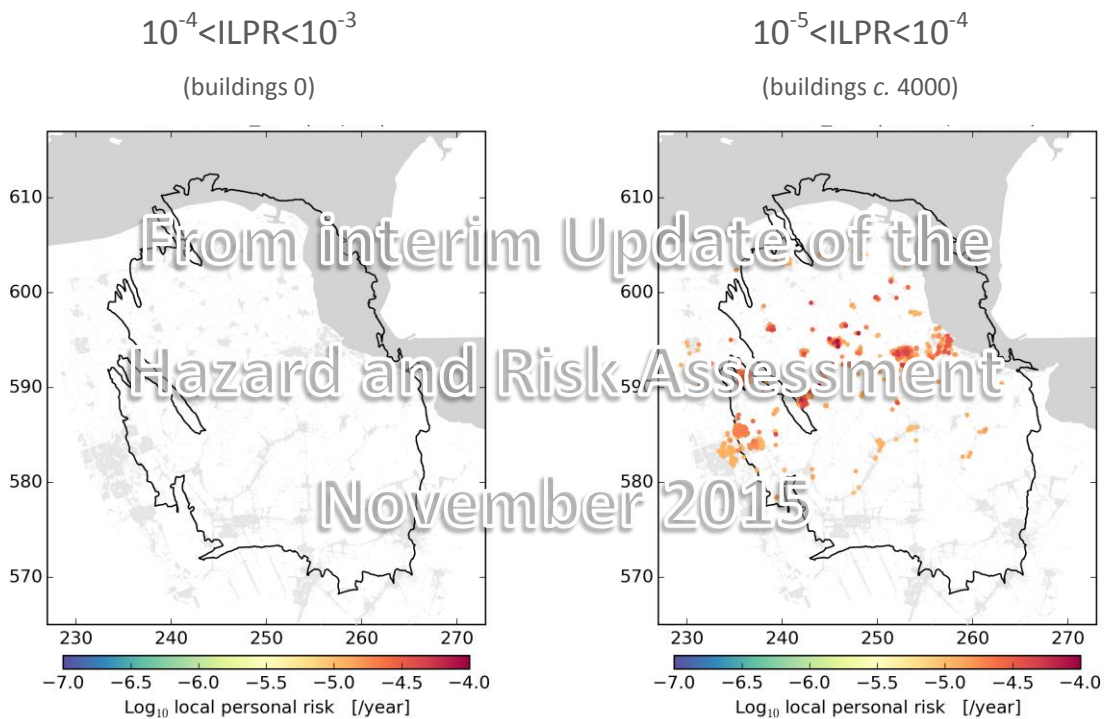 10⁻⁴<ILPR<10⁻³
(buildings 0)
10⁻⁵<ILPR<10⁻⁴
(buildings c. 4000)
From interim Update of the
Hazard and Risk Assessment
November 2015
610
600
590
580
570
230 240 250 260 270
−7.0 −6.5 −6.0 −5.5 −5.0 −4.5 −4.0
Log₁₀ local personal risk [/year]
610
600
590
580
570
230 240 250 260 270
−7.0 −6.5 −6.0 −5.5 −5.0 −4.5 −4.0
Log₁₀ local personal risk [/year]